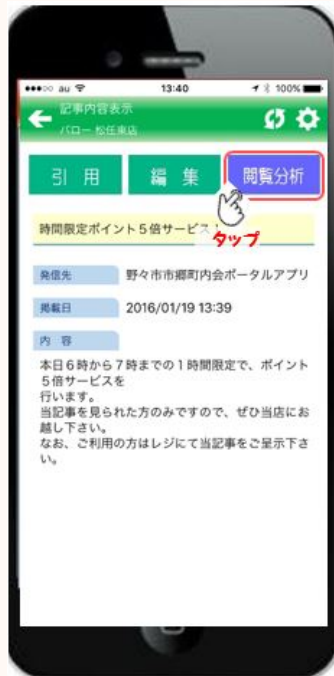 au 13:40 100%
記事内容表示
バロー 松任東店
引 用 編 集 閲覧分析
時間限定ポイント5倍サービス!
タップ
発信先 野々市市郷町内会ポータルアプリ
掲載日 2016/01/19 13:39
内 容
本日6時から7時までの1時間限定で、ポイント
5倍サービスを
行います。
当記事を見られた方のみですので、ぜひ当店にお
越し下さい。
なお、ご利用の方はレジにて当記事をご呈示下さ
い。